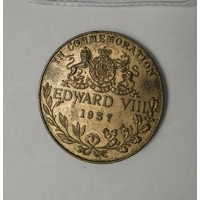 IN COMMEMORATION
EDWARD VIII
1937